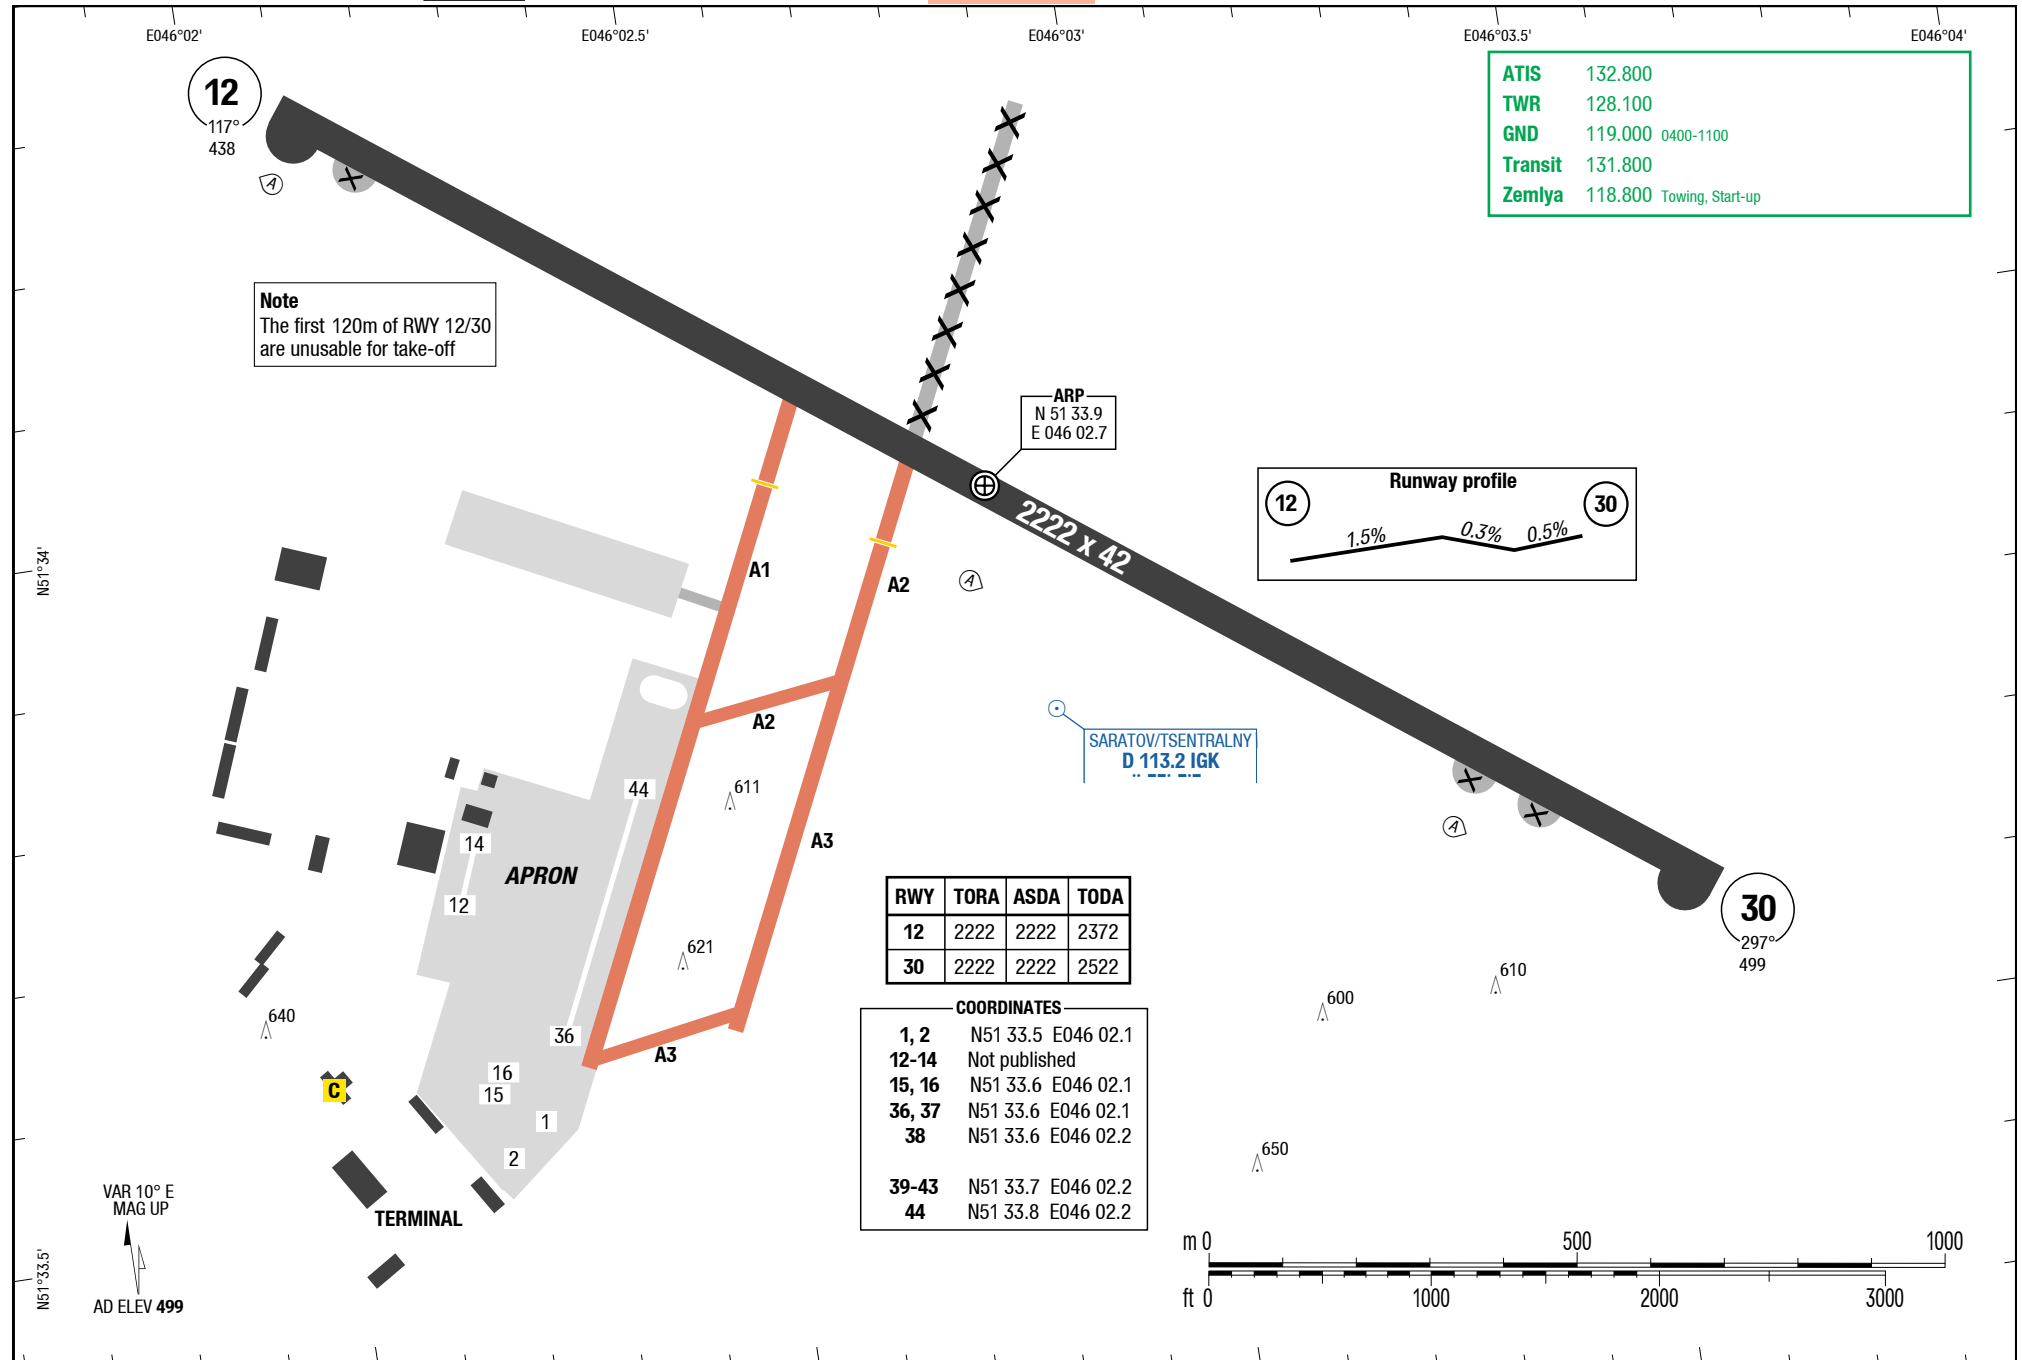 E046°02'
E046°02.5'
E046°03'
E046°03.5'
E046°04'
12
117°
438
A
ATIS 132.800
TWR 128.100
GND 119.000 0400-1100
Transit 131.800
Zemlya 118.800 Towing, Start-up
Note
The first 120m of RWY 12/30
are unusable for take-off
ARP
N 51 33.9
E 046 02.7
2222 x 42
Runway profile
12
30
1.5%
0.3%
0.5%
N51°34'
A1
A2
A
A2
SARATOV/TSENTRALNY
D 113.2 IGK
44
611
A3
A
14
APRON
12
RWY TORA ASDA TODA
12 2222 2222 2372
30 2222 2222 2522
30
297°
499
621
610
600
640
36
A3
16
15
1
2
C
COORDINATES
1, 2 N51 33.5 E046 02.1
12-14 Not published
15, 16 N51 33.6 E046 02.1
36, 37 N51 33.6 E046 02.1
38 N51 33.6 E046 02.2
39-43 N51 33.7 E046 02.2
44 N51 33.8 E046 02.2
650
VAR 10° E
MAG UP
TERMINAL
N51°33.5'
AD ELEV 499
m 0 500 1000
ft 0 1000 2000 3000